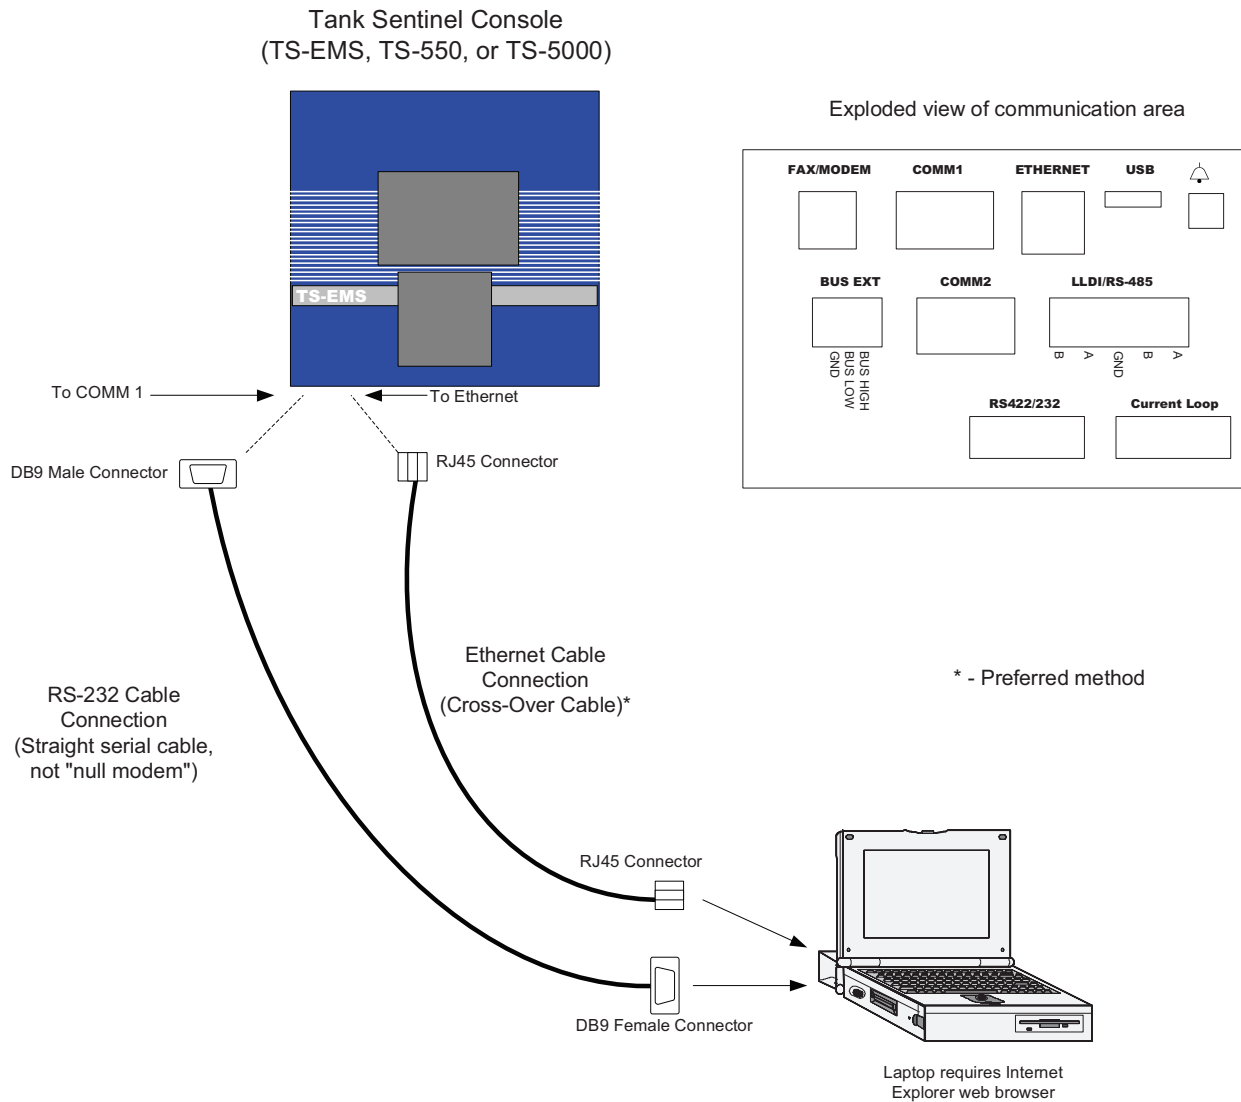 Tank Sentinel Console
(TS-EMS, TS-550, or TS-5000)
Exploded view of communication area
FAX/MODEM
COMM1
ETHERNET
USB
BUS EXT
COMM2
LLDI/RS-485
GND
BUS LOW
BUS HIGH
B
A
GND
B
A
RS422/232
Current Loop
TS-EMS
To COMM 1
To Ethernet
DB9 Male Connector
RJ45 Connector
Ethernet Cable
Connection
(Cross-Over Cable)*
* - Preferred method
RS-232 Cable
Connection
(Straight serial cable,
not "null modem")
RJ45 Connector
DB9 Female Connector
Laptop requires Internet
Explorer web browser